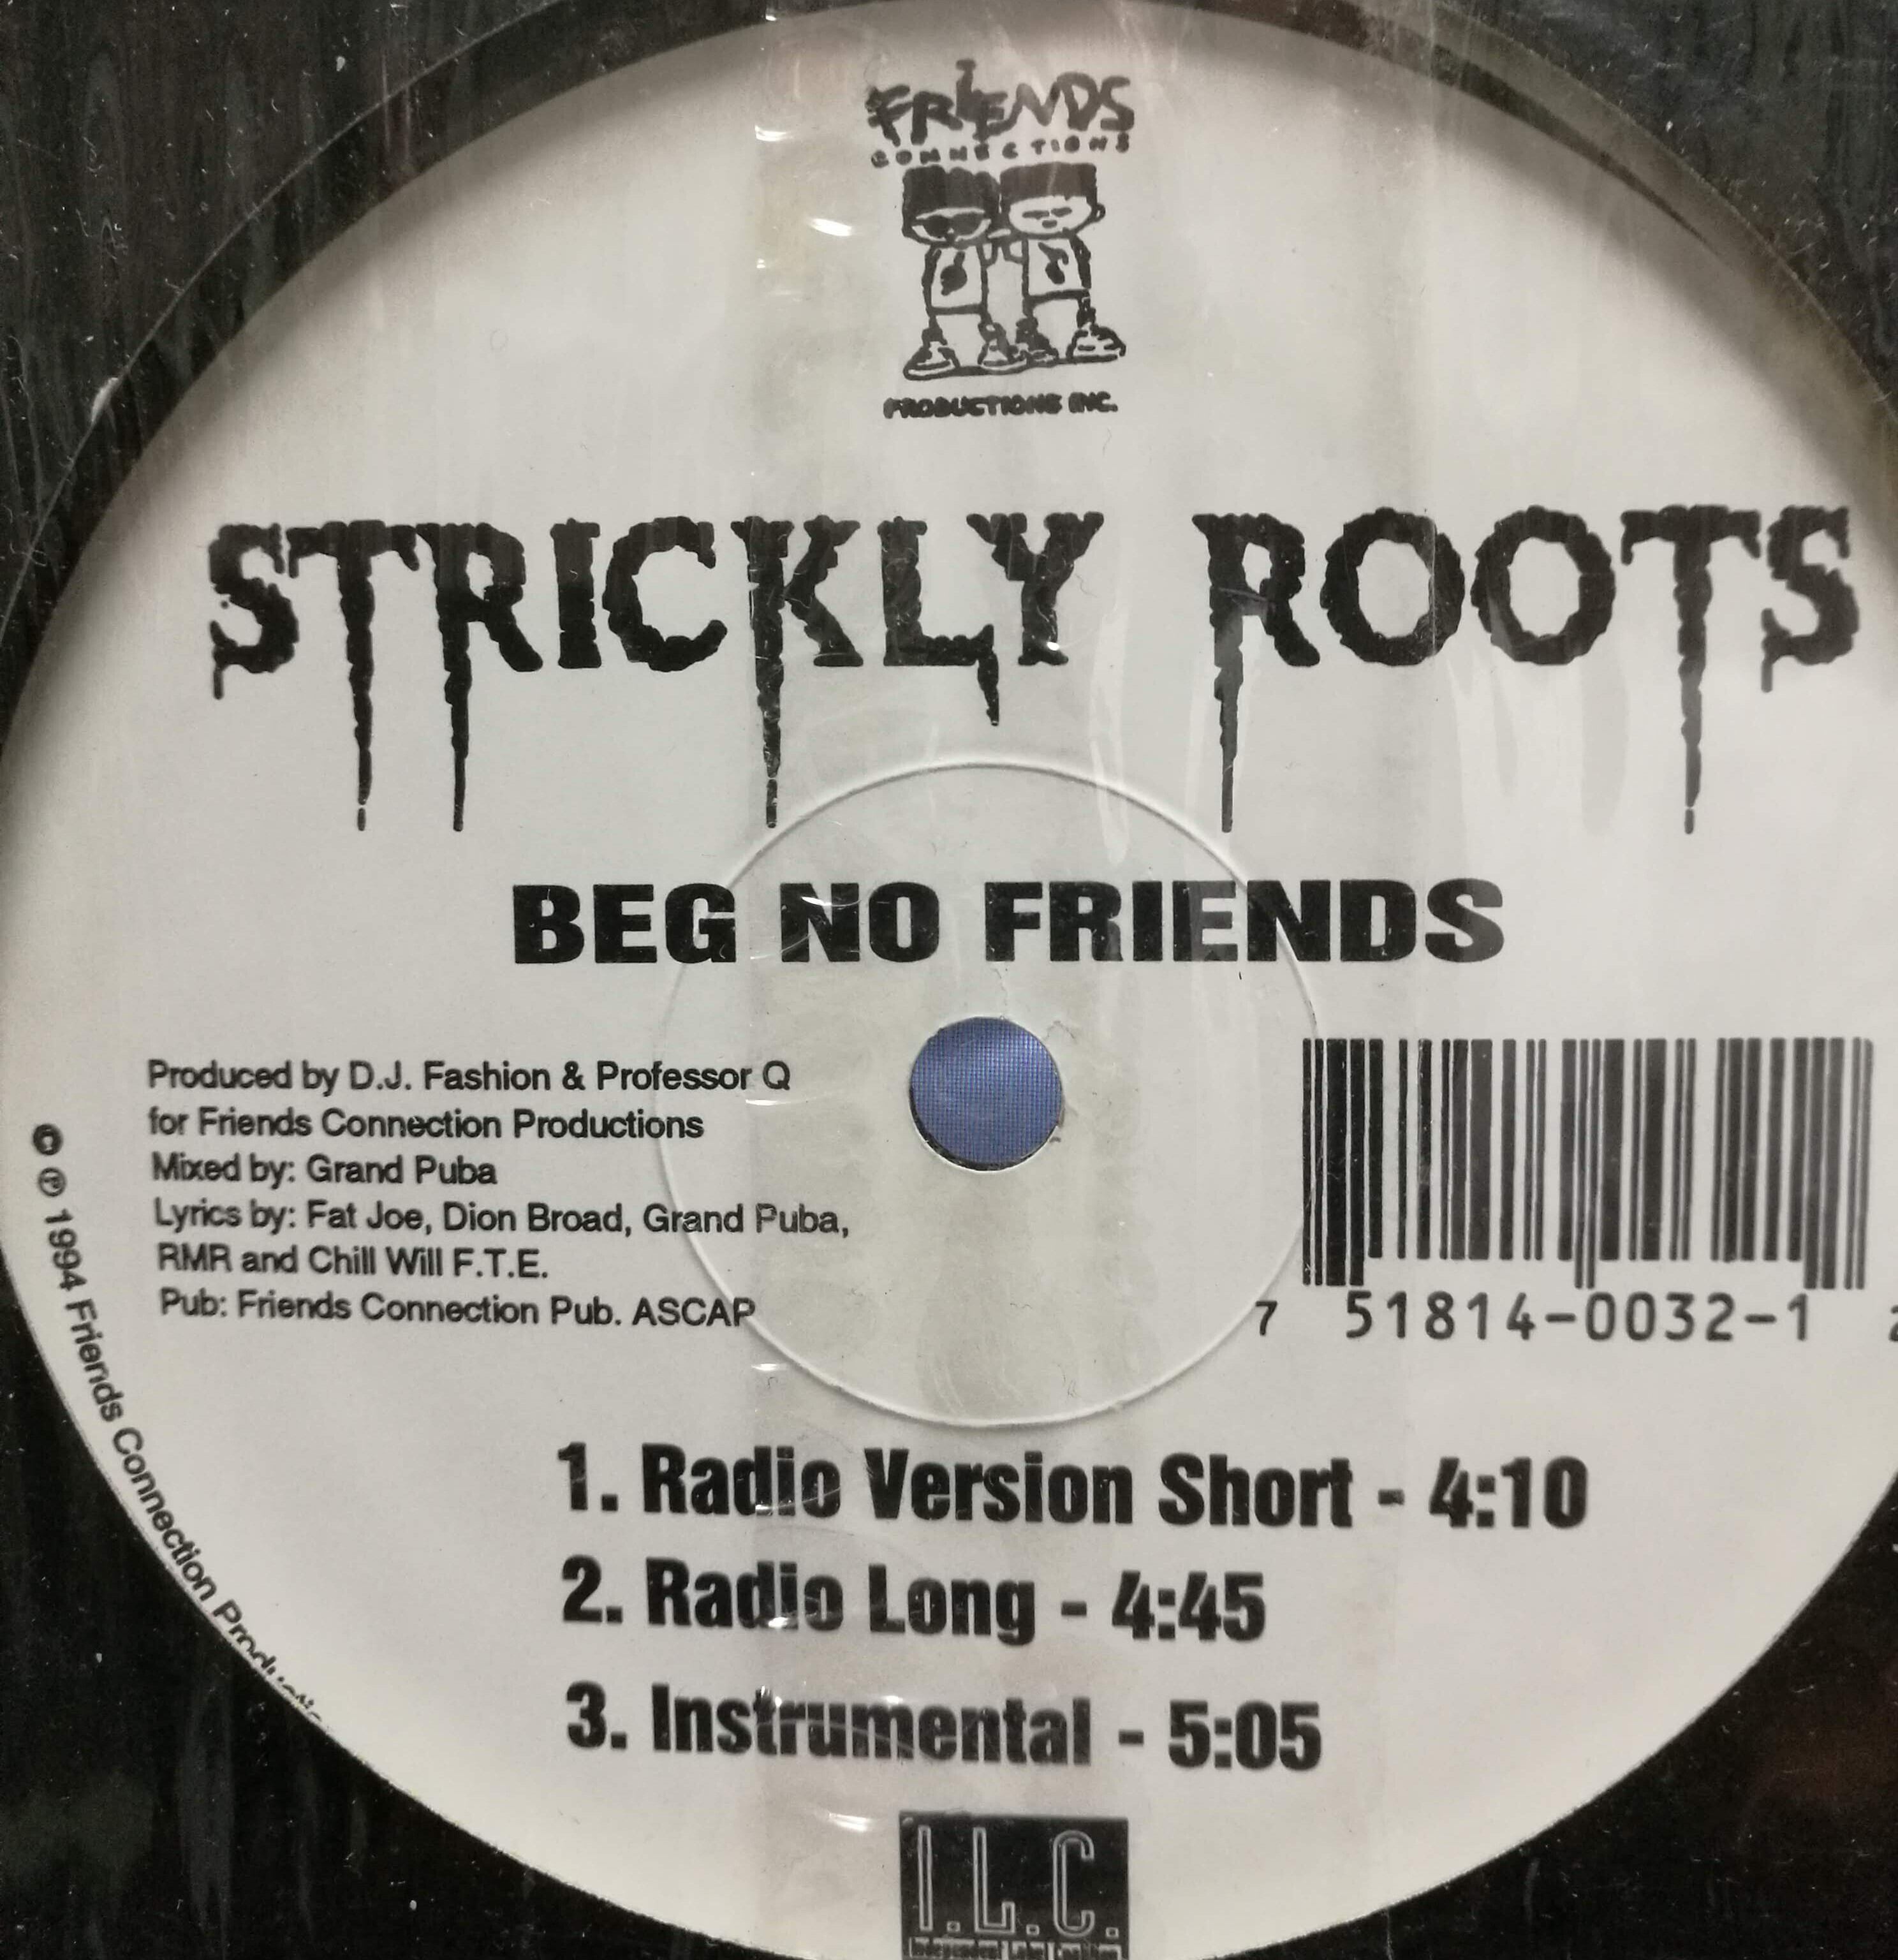 FRIENDS
CONNECTIONS
PRODUCTIONS INC.
STRICKLY ROOTS
BEG NO FRIENDS
Produced by D.J. Fashion & Professor Q
for Friends Connection Productions
Mixed by: Grand Puba
Lyrics by: Fat Joe, Dion Broad, Grand Puba,
RMR and Chill Will F.T.E.
Pub: Friends Connection Pub. ASCAP
© ℗ 1994 Friends Connection
7 51814-0032-1
1. Radio Version Short - 4:10
2. Radio Long - 4:45
3. Instrumental - 5:05
I.L.C.